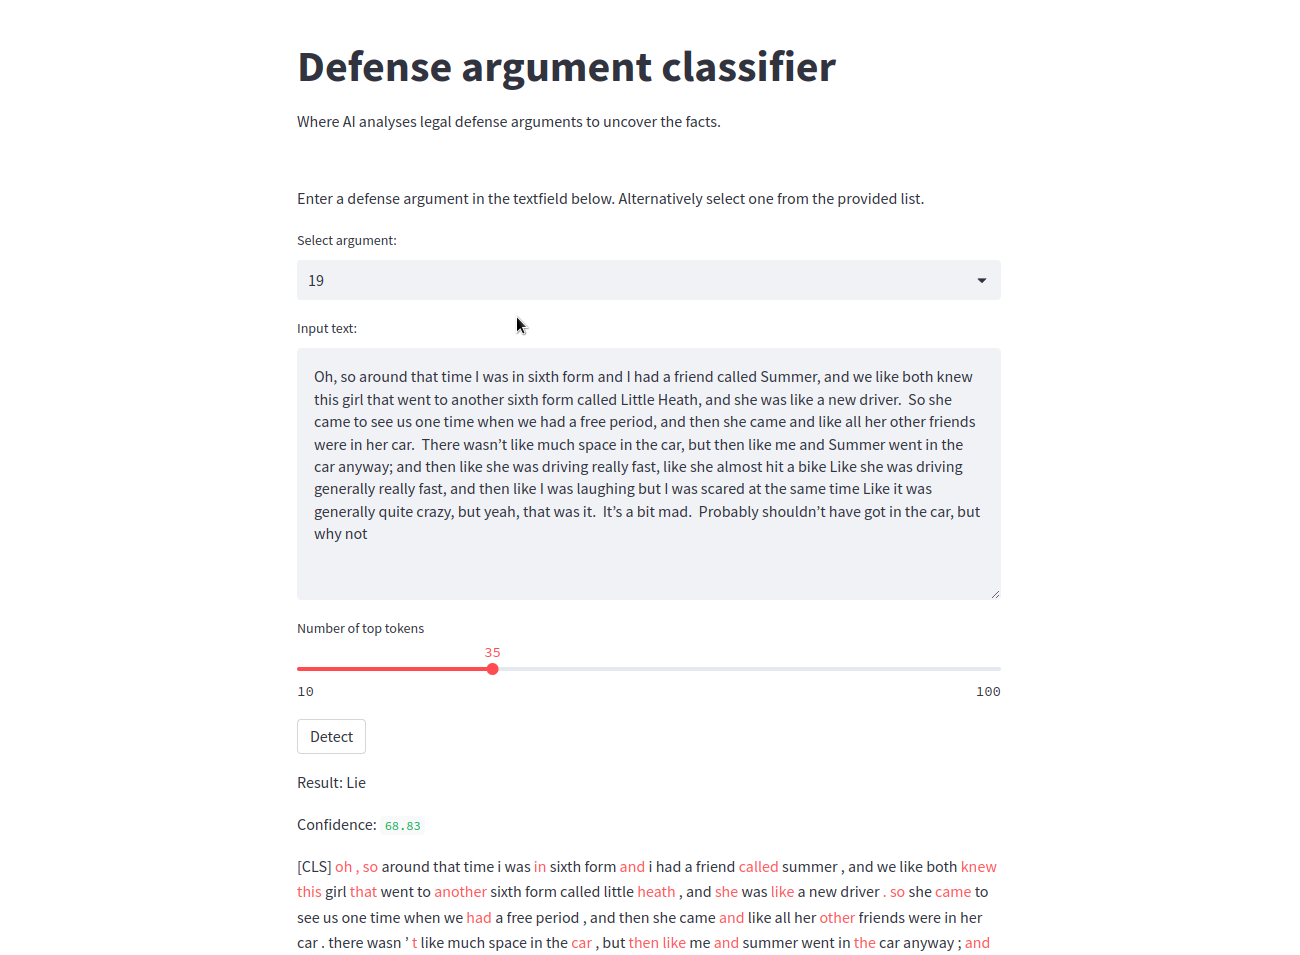 Defense argument classifier
Where AI analyses legal defense arguments to uncover the facts.
Enter a defense argument in the textfield below. Alternatively select one from the provided list.
Select argument:
19
Input text:
Oh, so around that time I was in sixth form and I had a friend called Summer, and we like both knew
this girl that went to another sixth form called Little Heath, and she was like a new driver.  So she
came to see us one time when we had a free period, and then she came and like all her other friends
were in her car.  There wasn’t like much space in the car, but then like me and Summer went in the
car anyway; and then like she was driving really fast, like she almost hit a bike Like she was driving
generally really fast, and then like I was laughing but I was scared at the same time Like it was
generally quite crazy, but yeah, that was it.  It’s a bit mad.  Probably shouldn’t have got in the car, but
why not
Number of top tokens
35
10 100
Detect
Result: Lie
Confidence: 68.83
[CLS] oh , so around that time i was in sixth form and i had a friend called summer , and we like both knew
this girl that went to another sixth form called little heath , and she was like a new driver . so she came to
see us one time when we had a free period , and then she came and like all her other friends were in her
car . there wasn ’ t like much space in the car , but then like me and summer went in the car anyway ; and